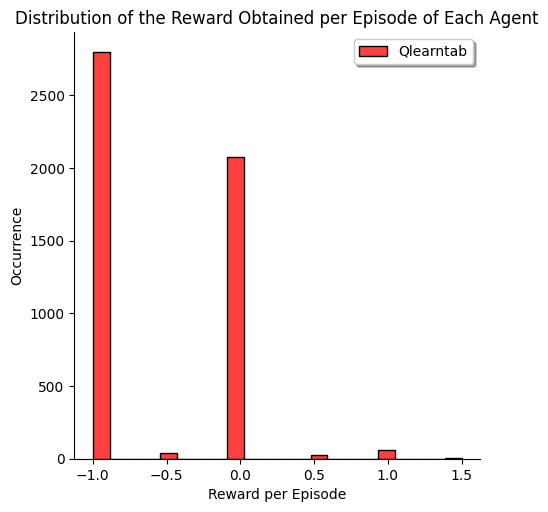 Distribution of the Reward Obtained per Episode of Each Agent
Qlearntab
Occurrence
2500
2000
1500
1000
500
0
−1.0 −0.5 0.0 0.5 1.0 1.5
Reward per Episode